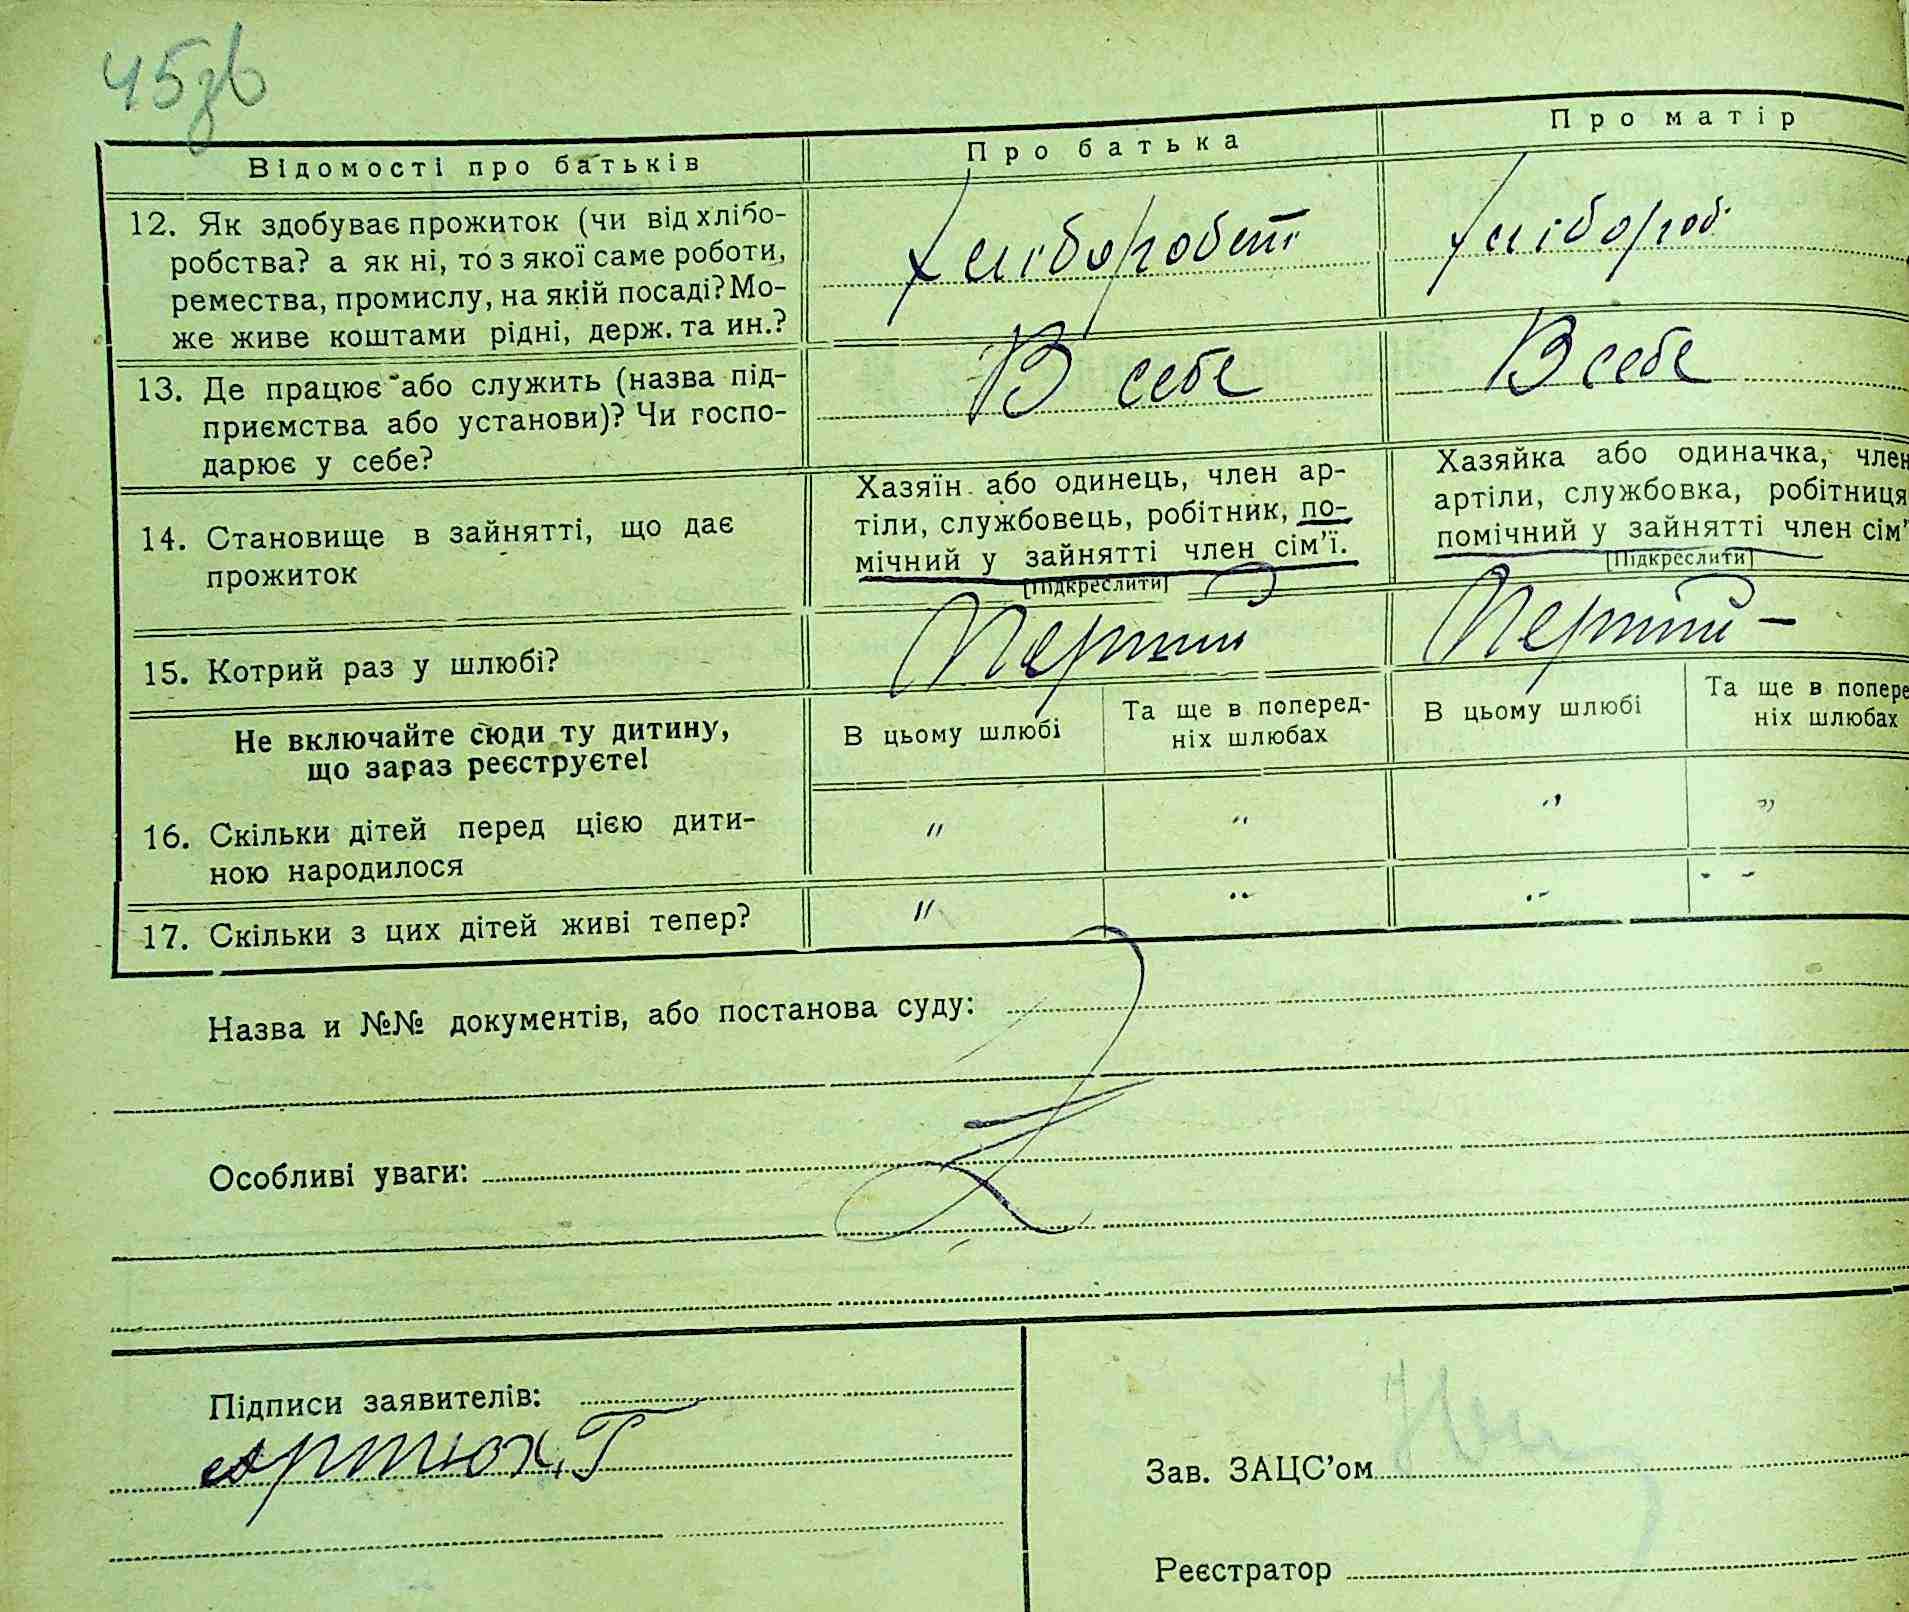 45зв
Відомості про батьків
Про батька
Про матір
12. Як здобуває прожиток (чи від хлібо-
робства? а як ні, то з якої саме роботи,
ремества, промислу, на якій посаді? Мо-
же живе коштами рідні, держ. та ин.?
Хлібороб
13. Де працює або служить (назва під-
приємства або установи)? Чи госпо-
дарює у себе?
В себе
В себе
14. Становище в зайнятті, що дає
прожиток
Хазяїн або одинець, член ар-
тіли, службовець, робітник, по-
мічний у зайнятті член сім'ї.
[Підкреслити]
Хазяйка або одиначка, член
артіли, службовка, робітниця
помічний у зайнятті член сім'
[Підкреслити]
15. Котрий раз у шлюбі?
Перший
Перший -
Не включайте сюди ту дитину,
що зараз реєструєте!
В цьому шлюбі
Та ще в поперед-
ніх шлюбах
В цьому шлюбі
Та ще в попере
ніх шлюбах
16. Скільки дітей перед цією дити-
ною народилося
" " " "
17. Скільки з цих дітей живі тепер?
" " " "
Назва и №№ документів, або постанова суду:
Особливі уваги:
Підписи заявителів:
Артюх, Г
Зав. ЗАЦС'ом
Реєстратор